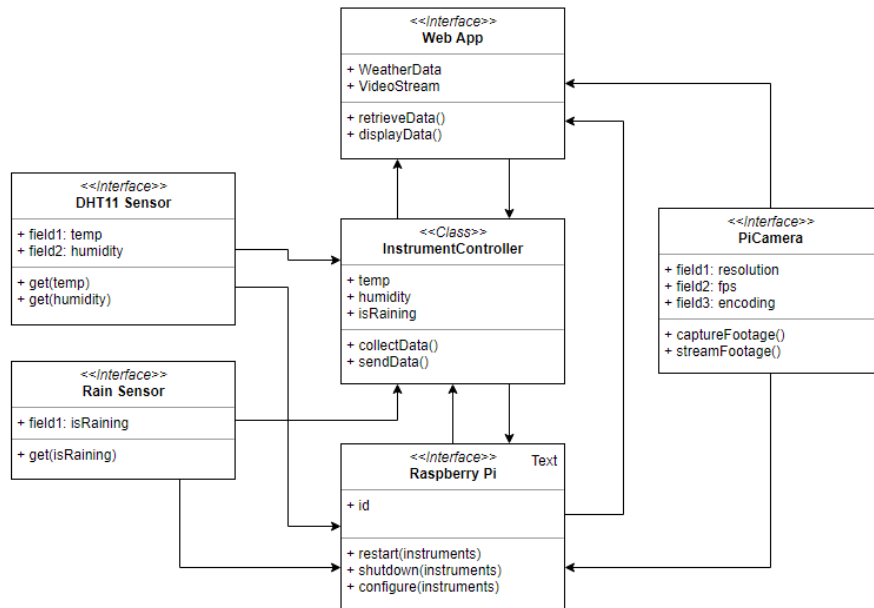 <<Interface>>
Web App
+ WeatherData
+ VideoStream
+ retrieveData()
+ displayData()
<<Interface>>
DHT11 Sensor
+ field1: temp
+ field2: humidity
+ get(temp)
+ get(humidity)
<<Class>>
InstrumentController
+ temp
+ humidity
+ isRaining
+ collectData()
+ sendData()
<<Interface>>
PiCamera
+ field1: resolution
+ field2: fps
+ field3: encoding
+ captureFootage()
+ streamFootage()
<<Interface>>
Rain Sensor
+ field1: isRaining
+ get(isRaining)
<<Interface>>
Text
Raspberry Pi
+ id
+ restart(instruments)
+ shutdown(instruments)
+ configure(instruments)